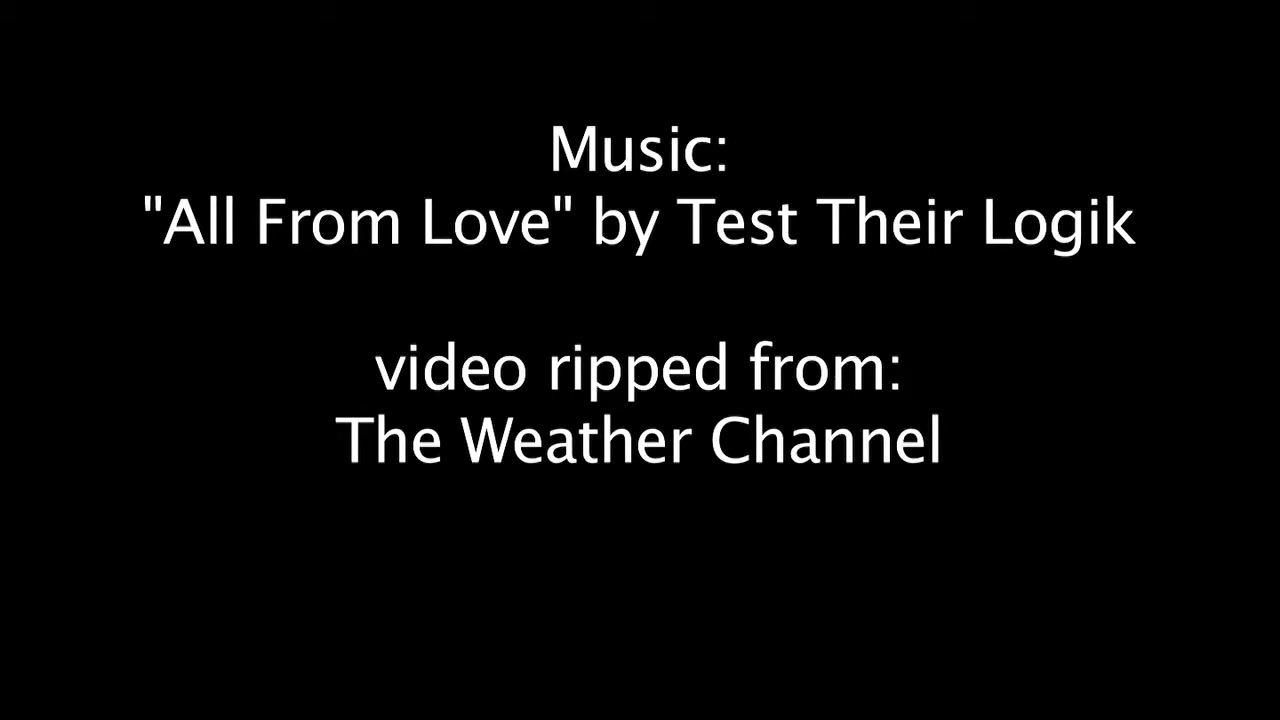 Music:
"All From Love" by Test Their Logik
video ripped from:
The Weather Channel